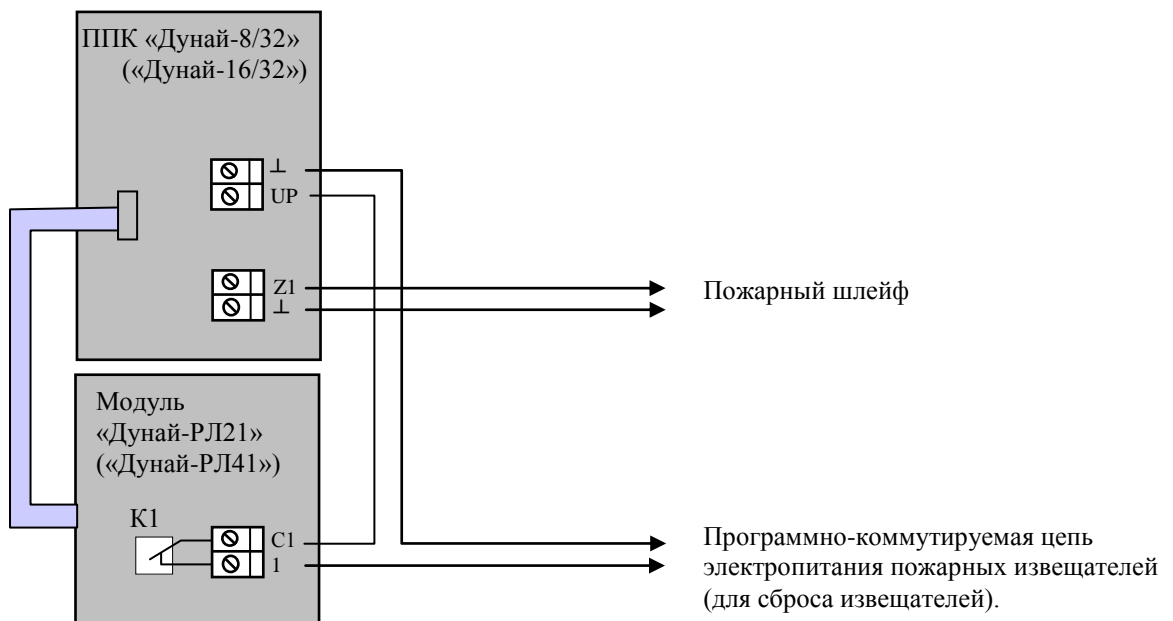 ППК «Дунай-8/32»
(«Дунай-16/32»)
⊥
UP
Z1
⊥
Пожарный шлейф
Модуль
«Дунай-РЛ21»
(«Дунай-РЛ41»)
К1
C1
1
Программно-коммутируемая цепь
электропитания пожарных извещателей
(для сброса извещателей).